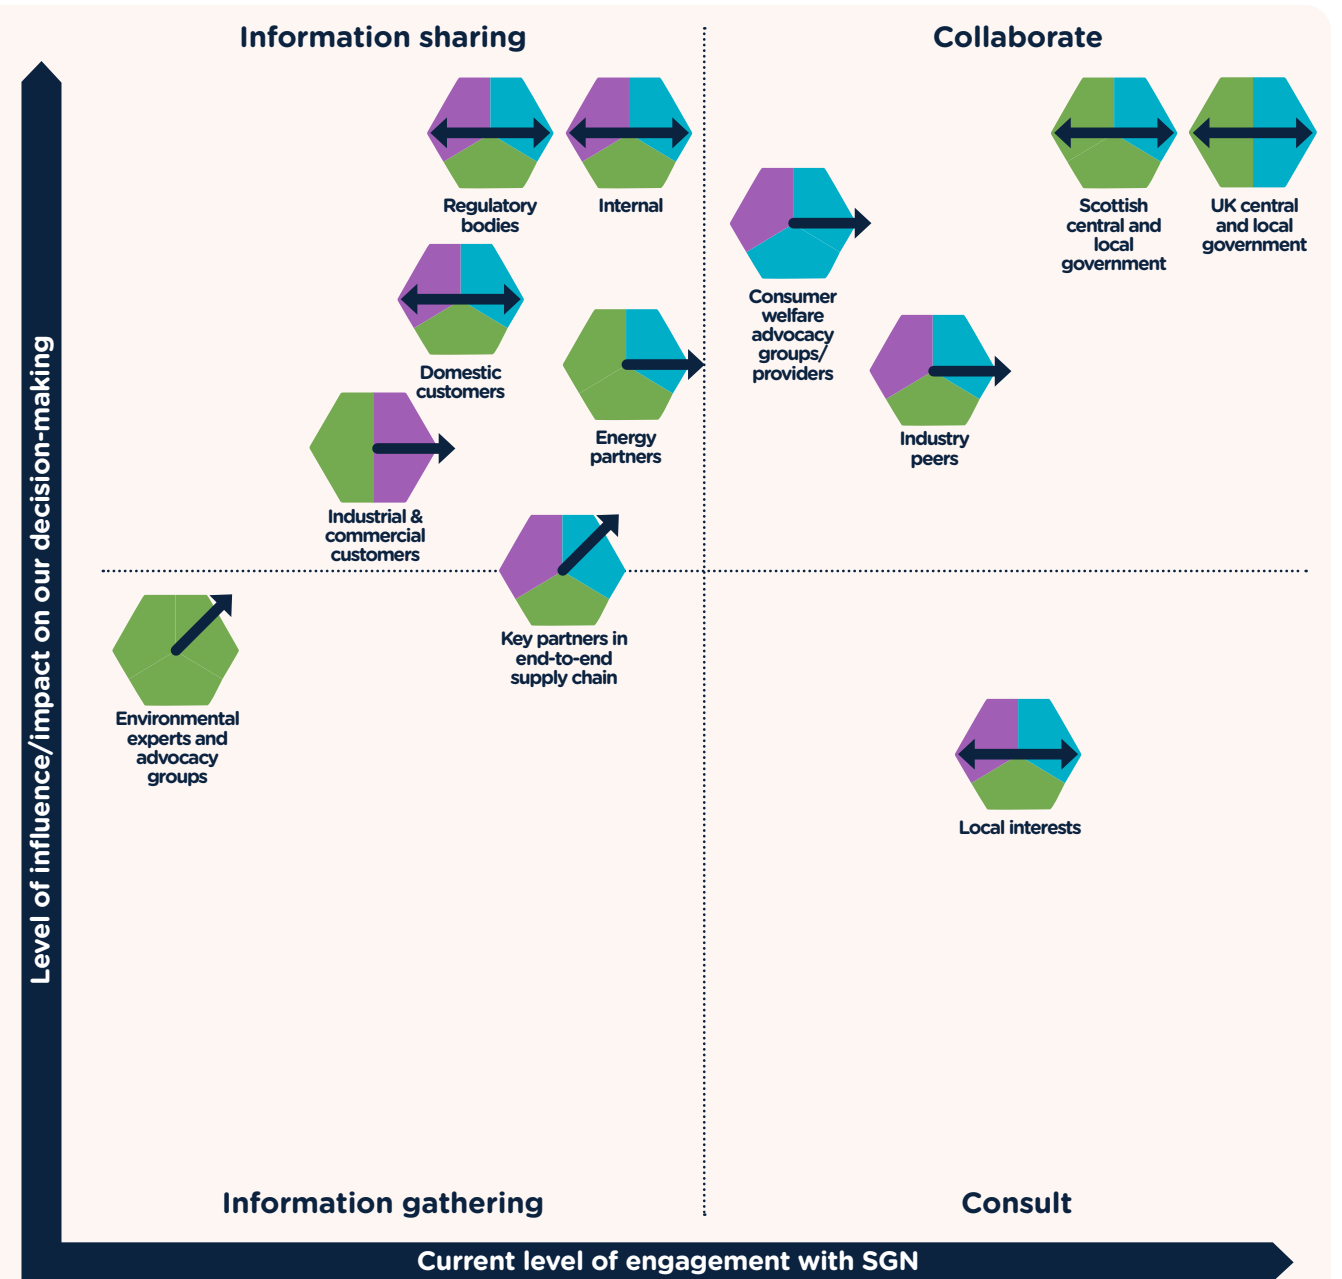 Information sharing
Collaborate
Regulatory
bodies
Internal
Scottish
central and
local
government
UK central
and local
government
Consumer
welfare
advocacy
groups/
providers
Domestic
customers
Energy
partners
Industry
peers
Industrial &
commercial
customers
Key partners in
end-to-end
supply chain
Environmental
experts and
advocacy
groups
Local interests
Level of influence/impact on our decision-making
Information gathering
Consult
Current level of engagement with SGN